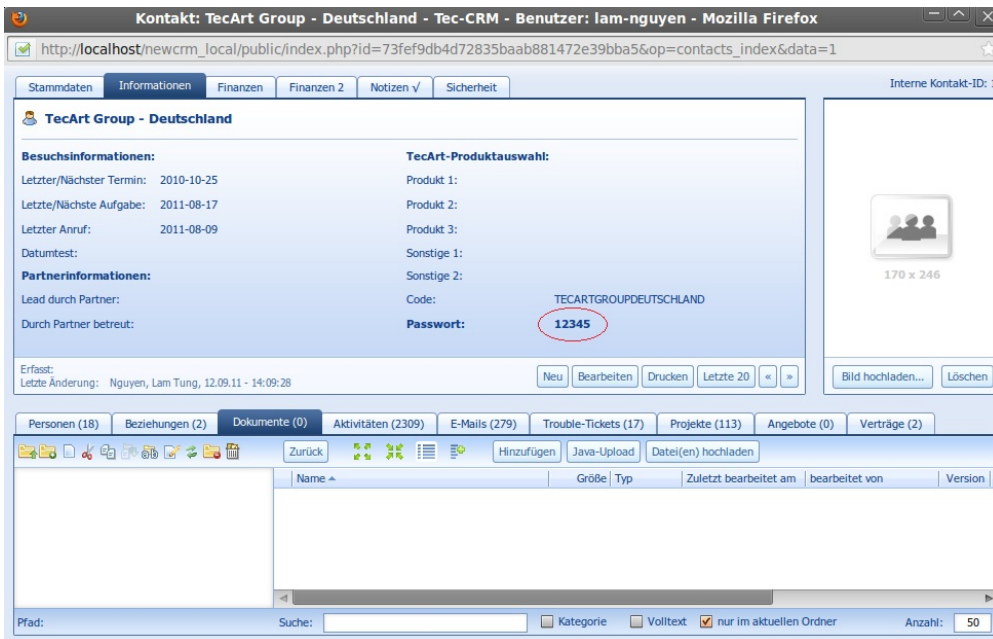 Kontakt: TecArt Group - Deutschland - Tec-CRM - Benutzer: lam-nguyen - Mozilla Firefox
http://localhost/newcrm_local/public/index.php?id=73fef9db4d72835baab881472e39bba5&op=contacts_index&data=1
Stammdaten Informationen Finanzen Finanzen 2 Notizen √ Sicherheit Interne Kontakt-ID:
TecArt Group - Deutschland
Besuchsinformationen: TecArt-Produktauswahl:
Letzter/Nächster Termin: 2010-10-25 Produkt 1:
Letzte/Nächste Aufgabe: 2011-08-17 Produkt 2:
Letzter Anruf: 2011-08-09 Produkt 3:
Datumtest: Sonstige 1:
Partnerinformationen: Sonstige 2:
Lead durch Partner: Code: TECARTGROUPDEUTSCHLAND
Durch Partner betreut: Passwort: 12345
170 x 246
Erfasst:
Letzte Änderung: Nguyen, Lam Tung, 12.09.11 - 14:09:28
Neu Bearbeiten Drucken Letzte 20 « » Bild hochladen... Löschen
Personen (18) Beziehungen (2) Dokumente (0) Aktivitäten (2309) E-Mails (279) Trouble-Tickets (17) Projekte (113) Angebote (0) Verträge (2)
Zurück Hinzufügen Java-Upload Datei(en) hochladen
Name Größe Typ Zuletzt bearbeitet am bearbeitet von Version
Pfad: Suche: Kategorie Volltext nur im aktuellen Ordner Anzahl: 50